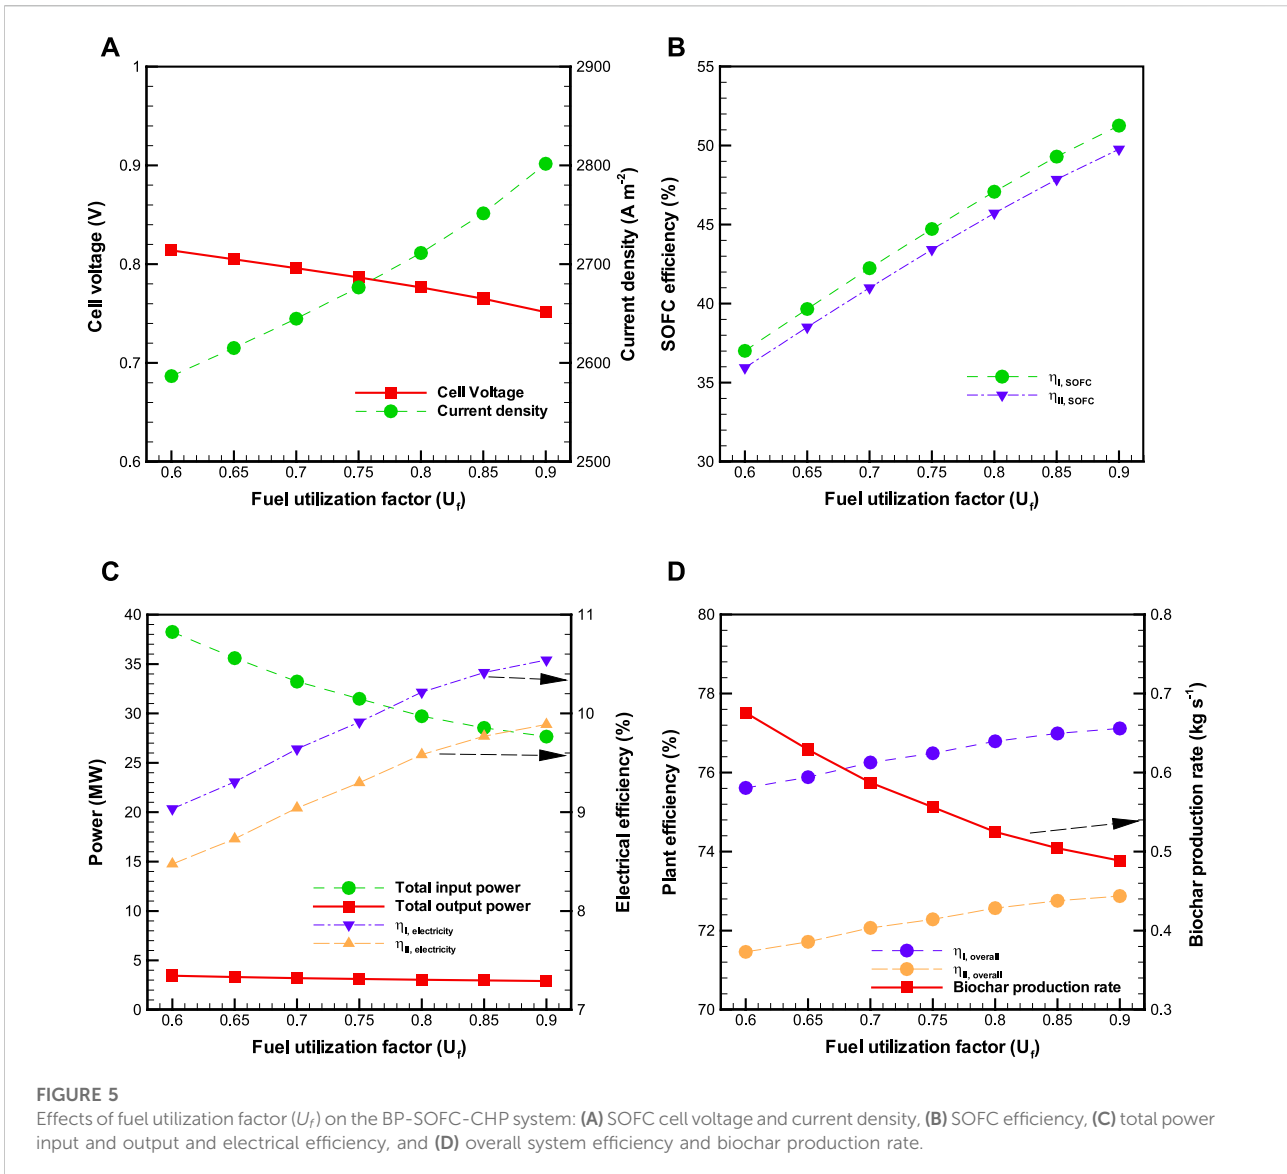 A
1
0.9
0.8
0.7
0.6
Cell voltage (V)
2900
2800
2700
2600
2500
Current density (A m-2)
Cell Voltage
Current density
0.6 0.65 0.7 0.75 0.8 0.85 0.9
Fuel utilization factor (Uf)
B
55
50
45
40
35
30
SOFC efficiency (%)
ηI, SOFC
ηII, SOFC
0.6 0.65 0.7 0.75 0.8 0.85 0.9
Fuel utilization factor (Uf)
C
40
35
30
25
20
15
10
5
0
Power (MW)
11
10
9
8
7
Electrical efficiency (%)
Total input power
Total output power
ηI, electricity
ηII, electricity
0.6 0.65 0.7 0.75 0.8 0.85 0.9
Fuel utilization factor (Uf)
D
80
78
76
74
72
70
Plant efficiency (%)
0.8
0.7
0.6
0.5
0.4
0.3
Biochar production rate (kg s-1)
ηI, overall
ηII, overall
Biochar production rate
0.6 0.65 0.7 0.75 0.8 0.85 0.9
Fuel utilization factor (Uf)
FIGURE 5
Effects of fuel utilization factor (Uf) on the BP-SOFC-CHP system: (A) SOFC cell voltage and current density, (B) SOFC efficiency, (C) total power
input and output and electrical efficiency, and (D) overall system efficiency and biochar production rate.